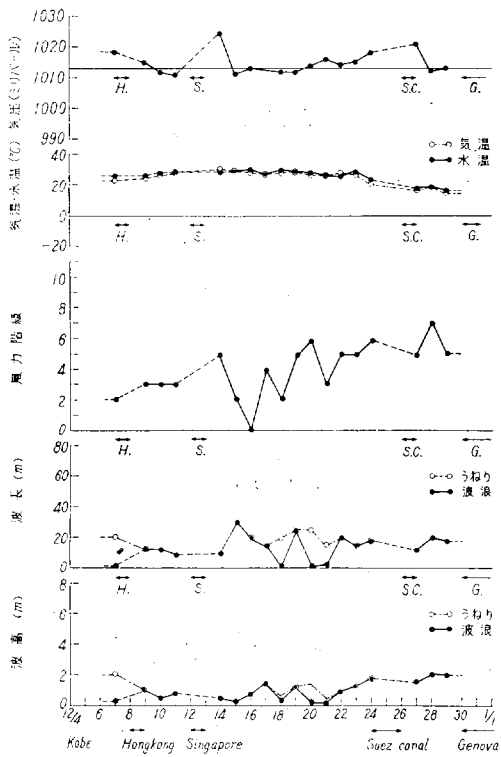 気圧(ミリバール)
1030
1020
1010
1000
990
H. S. S.C. G.
気温・水温(℃)
40
20
0
-20
気温
水温
H. S. S.C. G.
風力階級
10
8
6
4
2
0
H. S. S.C. G.
波長(m)
80
60
40
20
0
うねり
波浪
H. S. S.C. G.
波高(m)
8
6
4
2
0
うねり
波浪
12/4 6 8 10 12 14 16 18 20 22 24 26 28 30 1/1
Kobe Hongkong Singapore Suez canal Genova